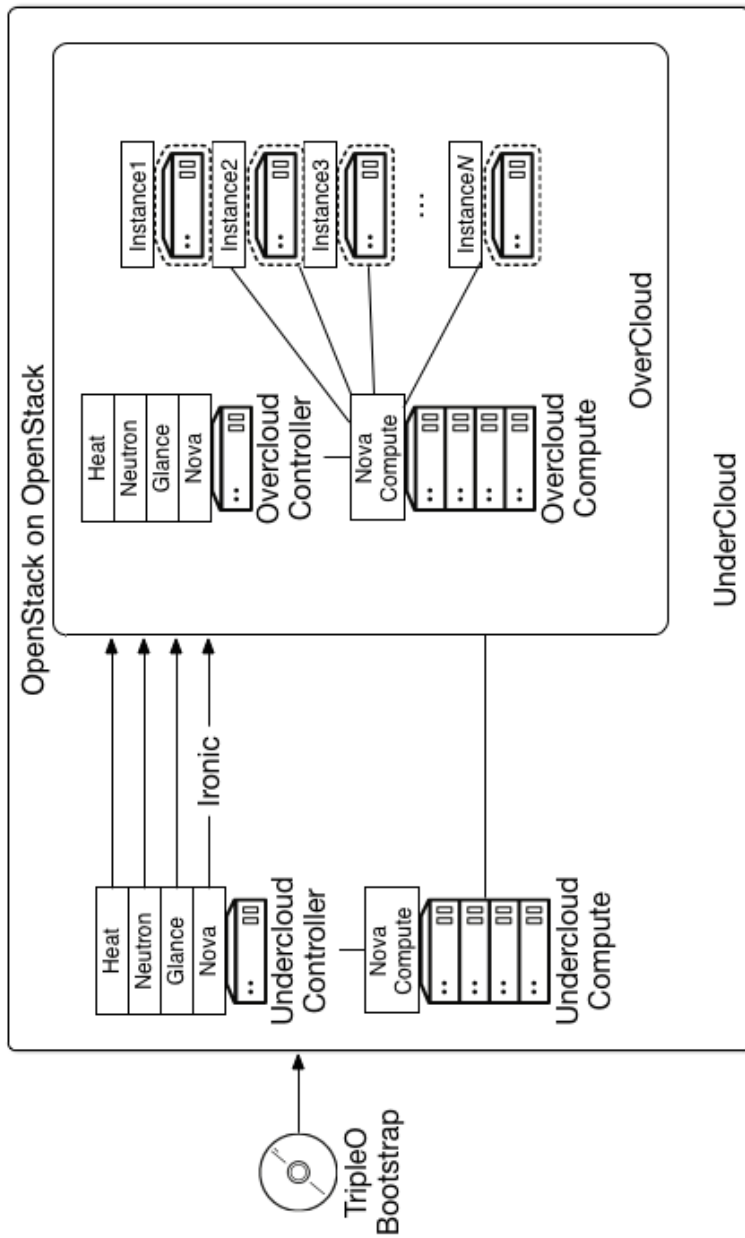 OpenStack on OpenStack
TripleO
Bootstrap
Heat
Neutron
Glance
Nova
Undercloud
Controller
Ironic
Nova
Compute
Undercloud
Compute
Heat
Neutron
Glance
Nova
Overcloud
Controller
Nova
Compute
Overcloud
Compute
Instance1
Instance2
Instance3
...
InstanceN
OverCloud
UnderCloud